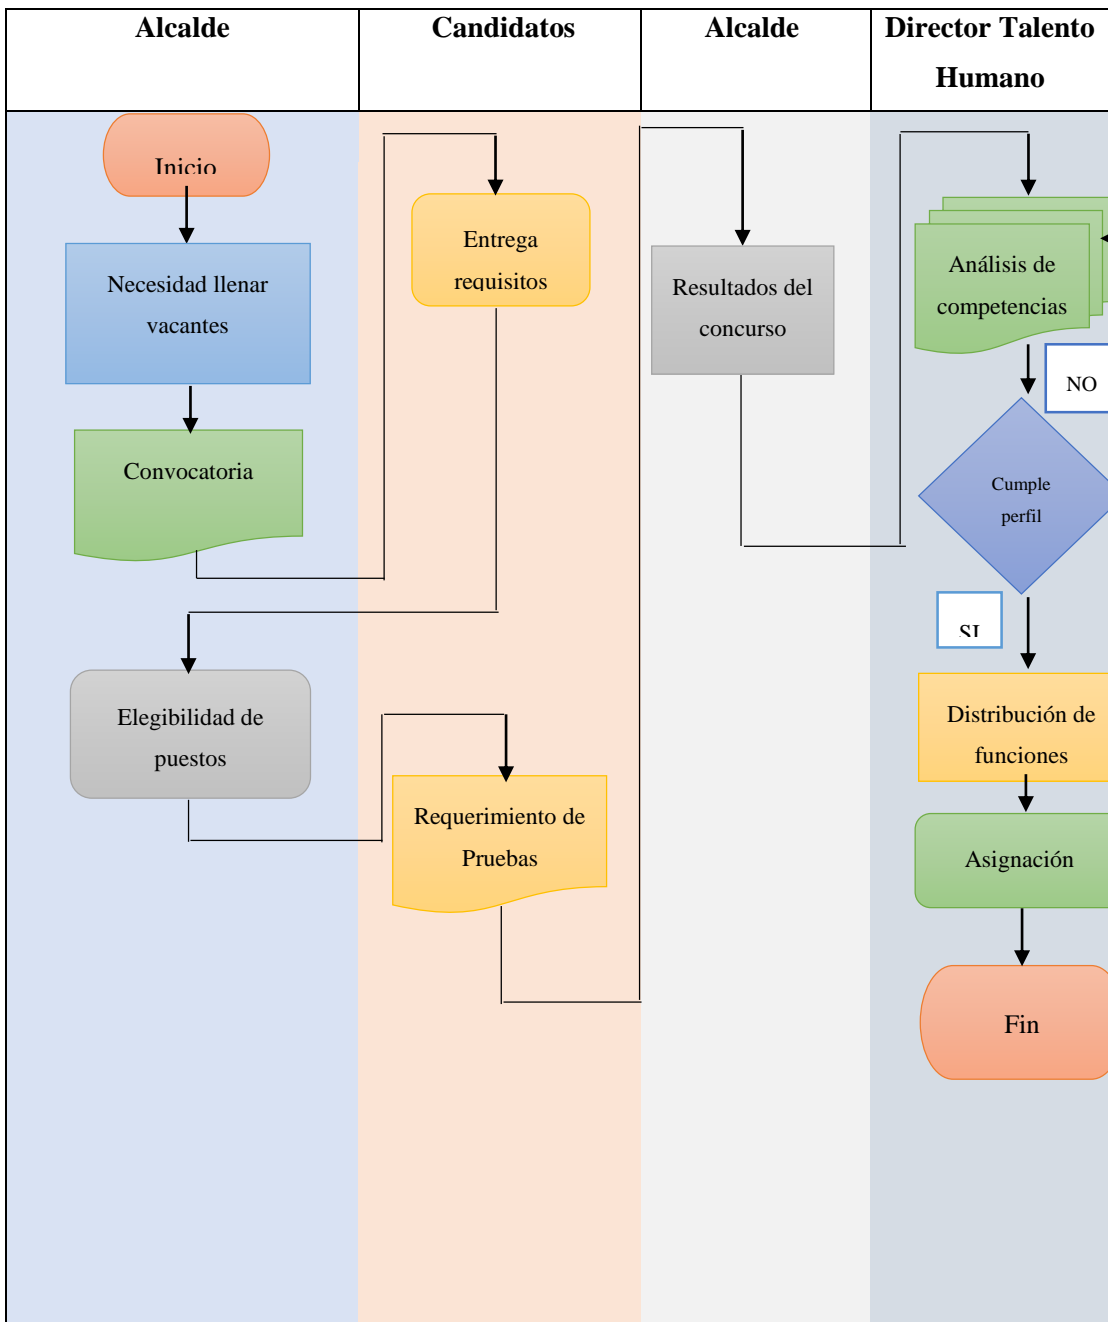 Alcalde
Candidatos
Alcalde
Director Talento
Humano
Inicio
Necesidad llenar
vacantes
Convocatoria
Elegibilidad de
puestos
Entrega
requisitos
Requerimiento de
Pruebas
Resultados del
concurso
Análisis de
competencias
NO
Cumple
perfil
SI
Distribución de
funciones
Asignación
Fin